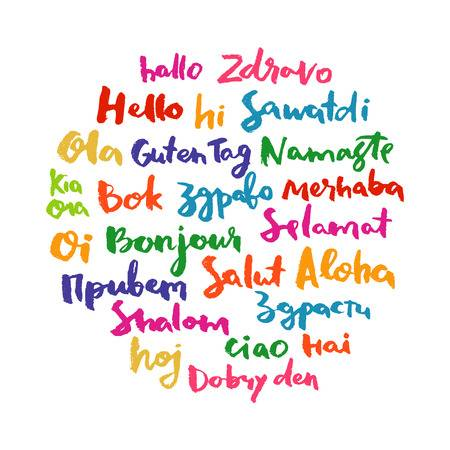 hallo Zdravo
Hello hi Sawatdi
Ola Guten Tag Namaste
Kia Ora Bok Здраво Merhaba
Oi Bonjour Selamat
Привет Salut Aloha
Shalom Здрасти
hoj ciao Hai
Dobry den